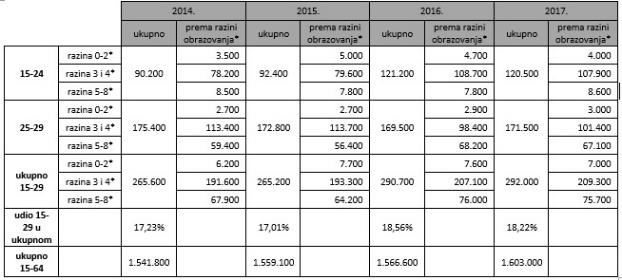 2014. 2015. 2016. 2017.
ukupno prema razini obrazovanja* ukupno prema razini obrazovanja* ukupno prema razini obrazovanja* ukupno prema razini obrazovanja*
15-24 razina 0-2* 90.200 3.500 92.400 5.000 121.200 4.700 120.500 4.000
razina 3 i 4* 78.200 79.600 108.700 107.900
razina 5-8* 8.500 7.800 7.800 8.600
25-29 razina 0-2* 175.400 2.700 172.800 2.700 169.500 2.900 171.500 3.000
razina 3 i 4* 113.400 113.700 98.400 101.400
razina 5-8* 59.400 56.400 68.200 67.100
ukupno 15-29 razina 0-2* 265.600 6.200 265.200 7.700 290.700 7.600 292.000 7.000
razina 3 i 4* 191.600 193.300 207.100 209.300
razina 5-8* 67.900 64.200 76.000 75.700
udio 15-29 u ukupnom 17,23% 17,01% 18,56% 18,22%
ukupno 15-64 1.541.800 1.559.100 1.566.600 1.603.000